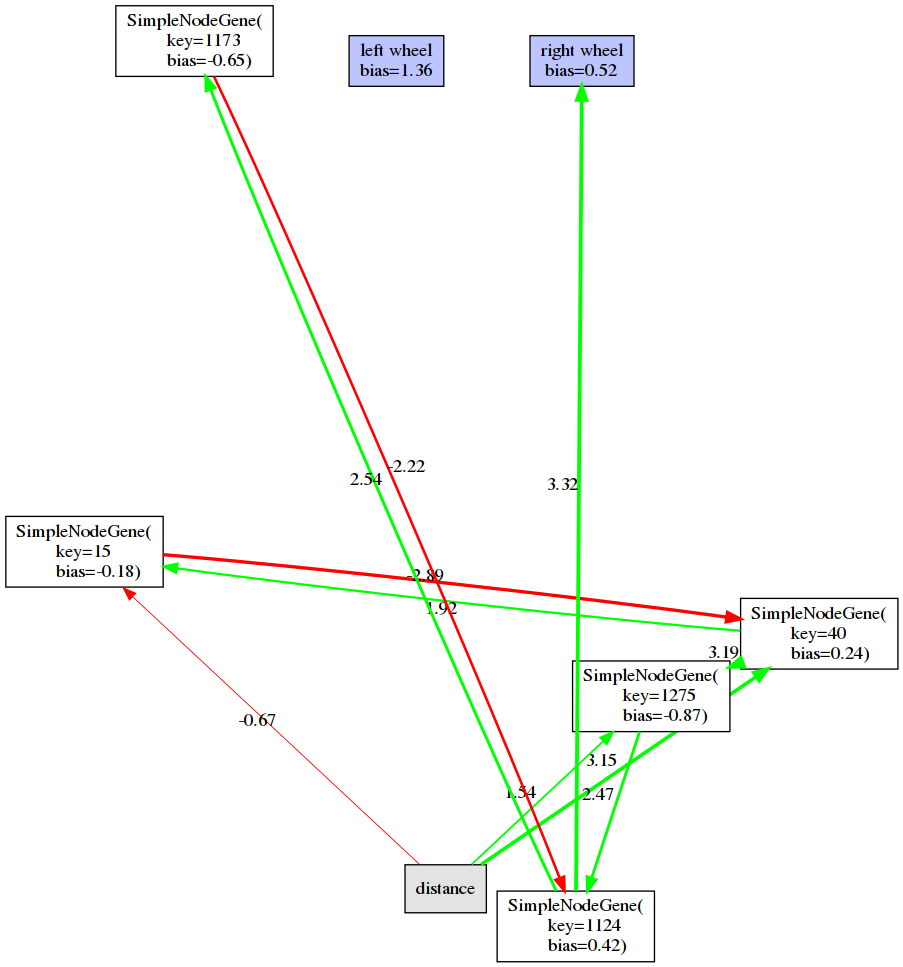 SimpleNodeGene(
key=1173
bias=-0.65)
left wheel
bias=1.36
right wheel
bias=0.52
-2.22
2.54
3.32
SimpleNodeGene(
key=15
bias=-0.18)
-2.89
1.92
SimpleNodeGene(
key=40
bias=0.24)
3.19
SimpleNodeGene(
key=1275
bias=-0.87)
-0.67
3.15
1.54
2.47
distance
SimpleNodeGene(
key=1124
bias=0.42)